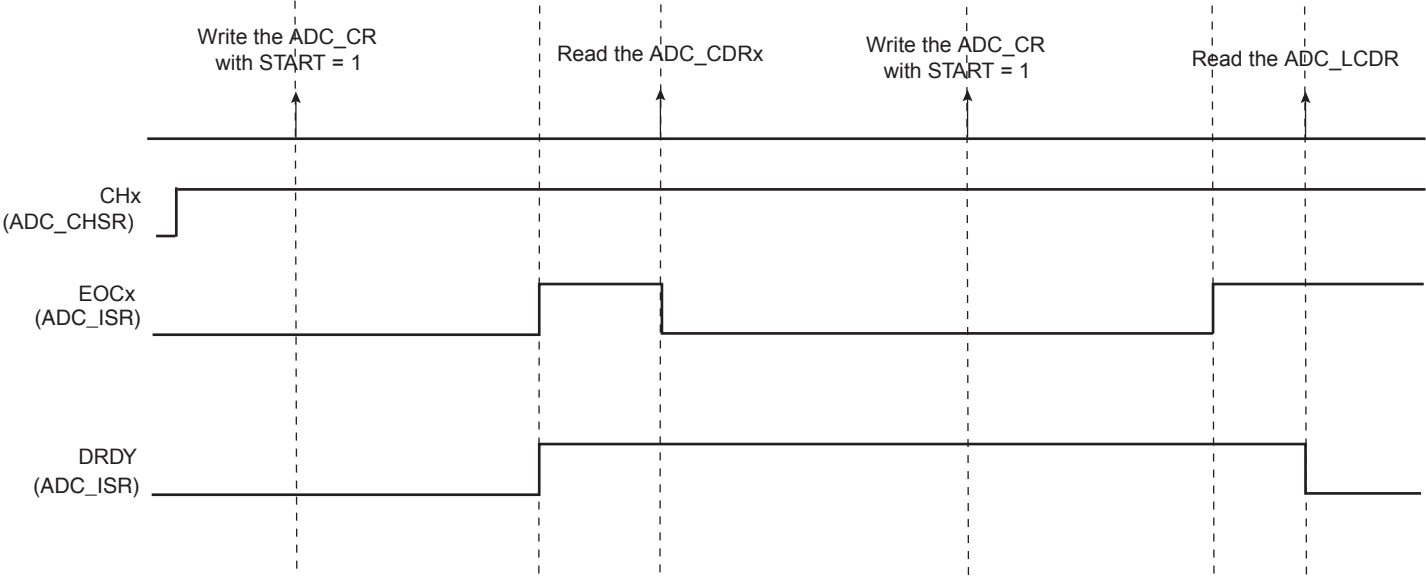 Write the ADC_CR
with START = 1
Read the ADC_CDRx
Write the ADC_CR
with START = 1
Read the ADC_LCDR
CHx
(ADC_CHSR)
EOCx
(ADC_ISR)
DRDY
(ADC_ISR)